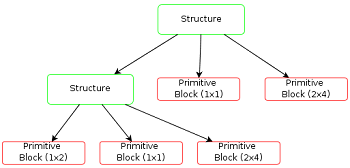 Structure
Structure
Primitive
Block (1x1)
Primitive
Block (2x4)
Primitive
Block (1x2)
Primitive
Block (1x1)
Primitive
Block (2x4)